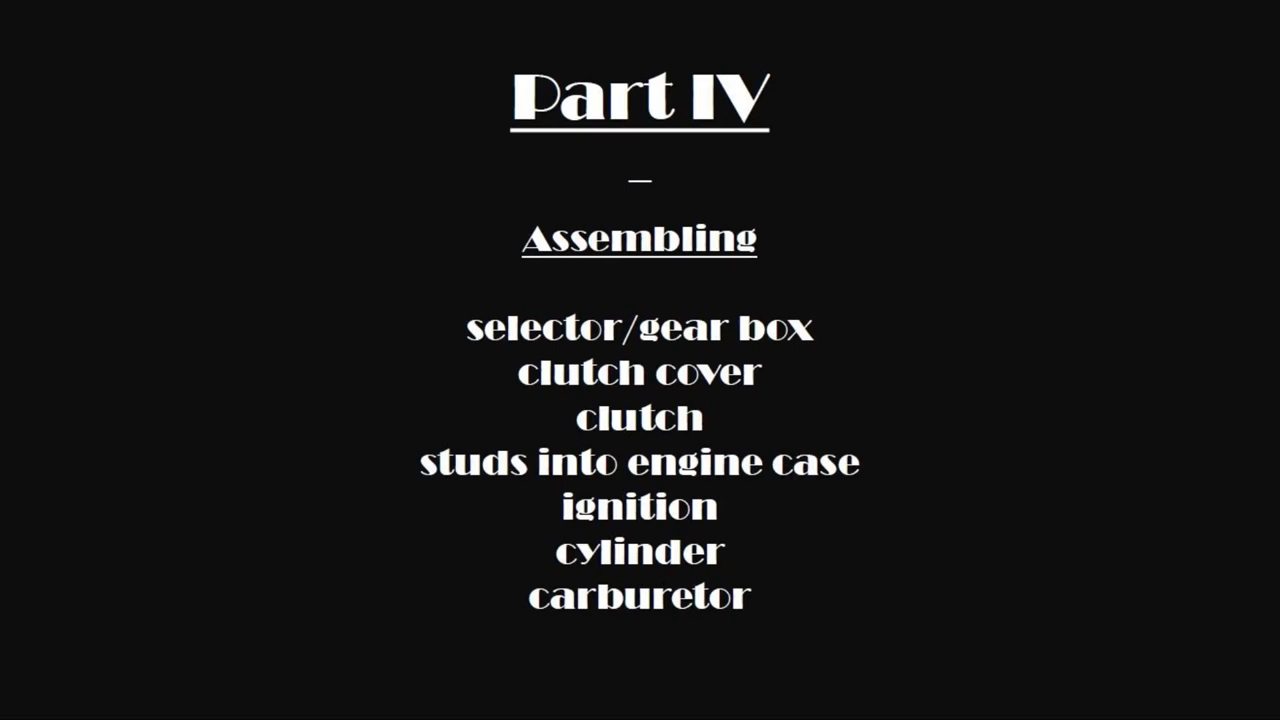 Part IV
–
Assembling
selector/gear box
clutch cover
clutch
studs into engine case
ignition
cylinder
carburetor